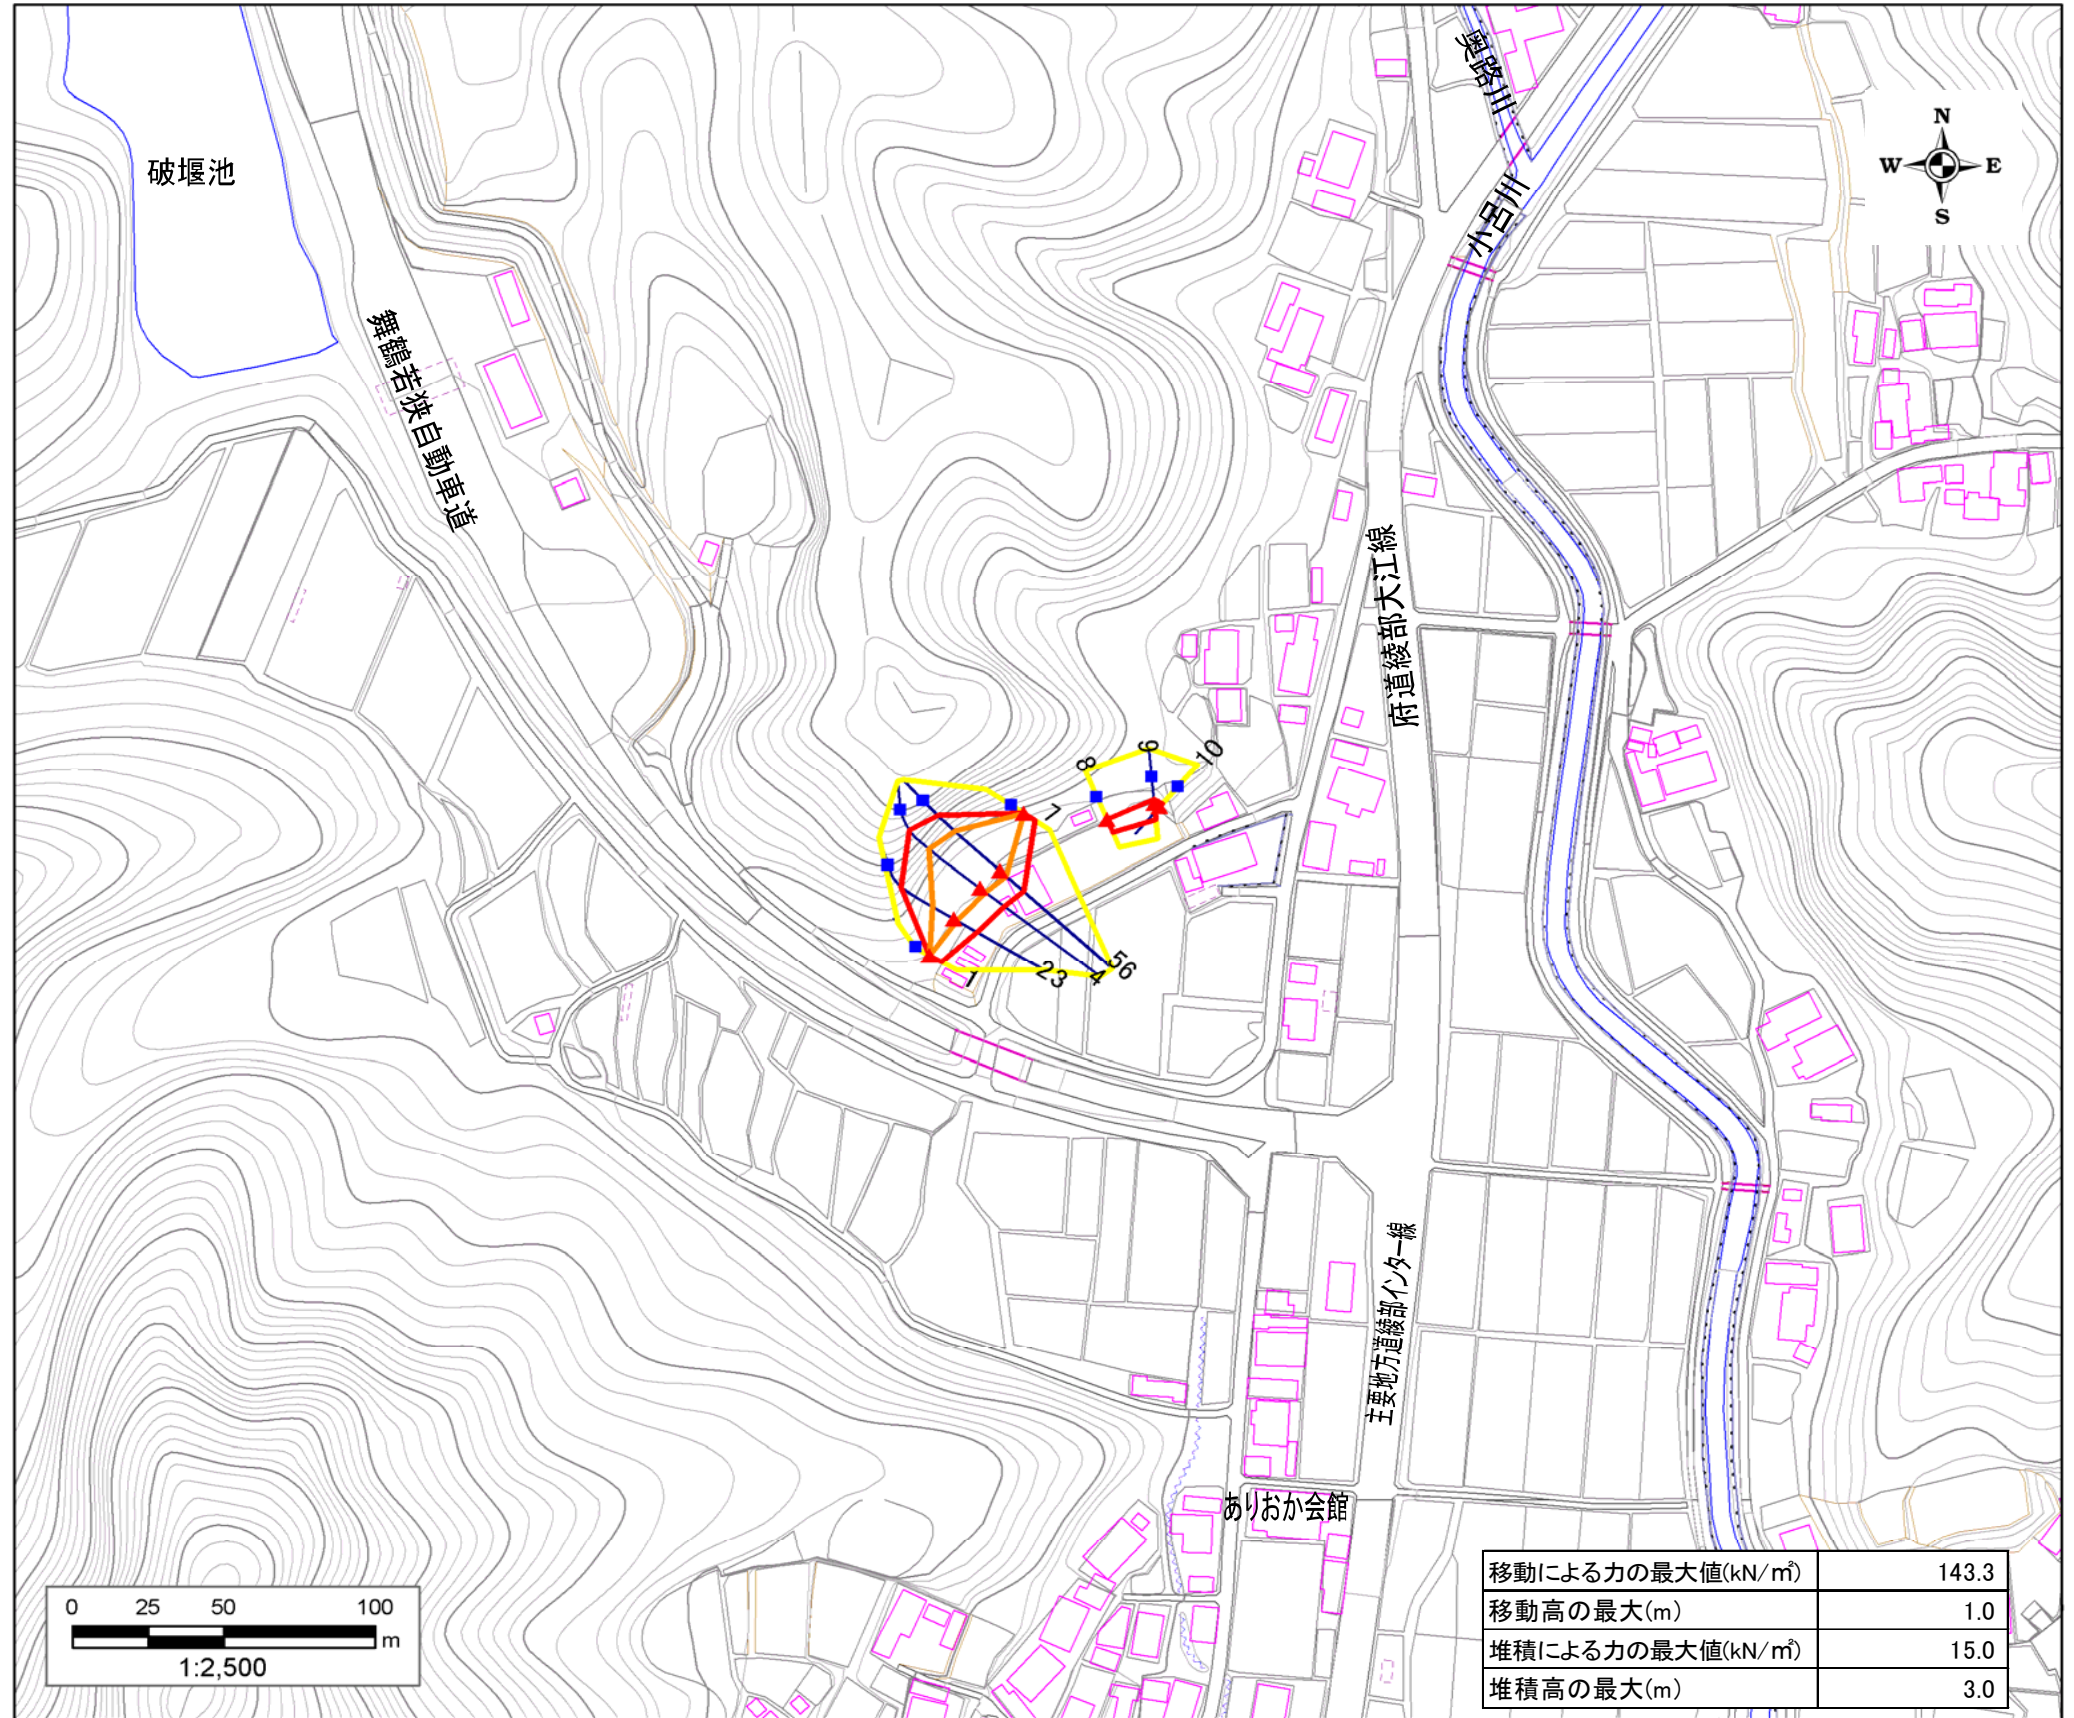 奥路川
N
W E
S
破堰池
小呂川
舞鶴若狭自動車道
府道綾部大江線
8
9
10
7
1
23
4
56
主要地方道綾部インター線
ありおか会館
移動による力の最大値(kN/㎡) 143.3
移動高の最大(m) 1.0
堆積による力の最大値(kN/㎡) 15.0
堆積高の最大(m) 3.0
0 25 50 100
m
1:2,500